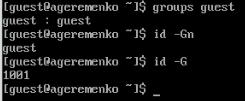 [guest@ageremenko ~]$ groups guest
guest : guest
[guest@ageremenko ~]$ id -Gn
guest
[guest@ageremenko ~]$ id -G
1001
[guest@ageremenko ~]$ _